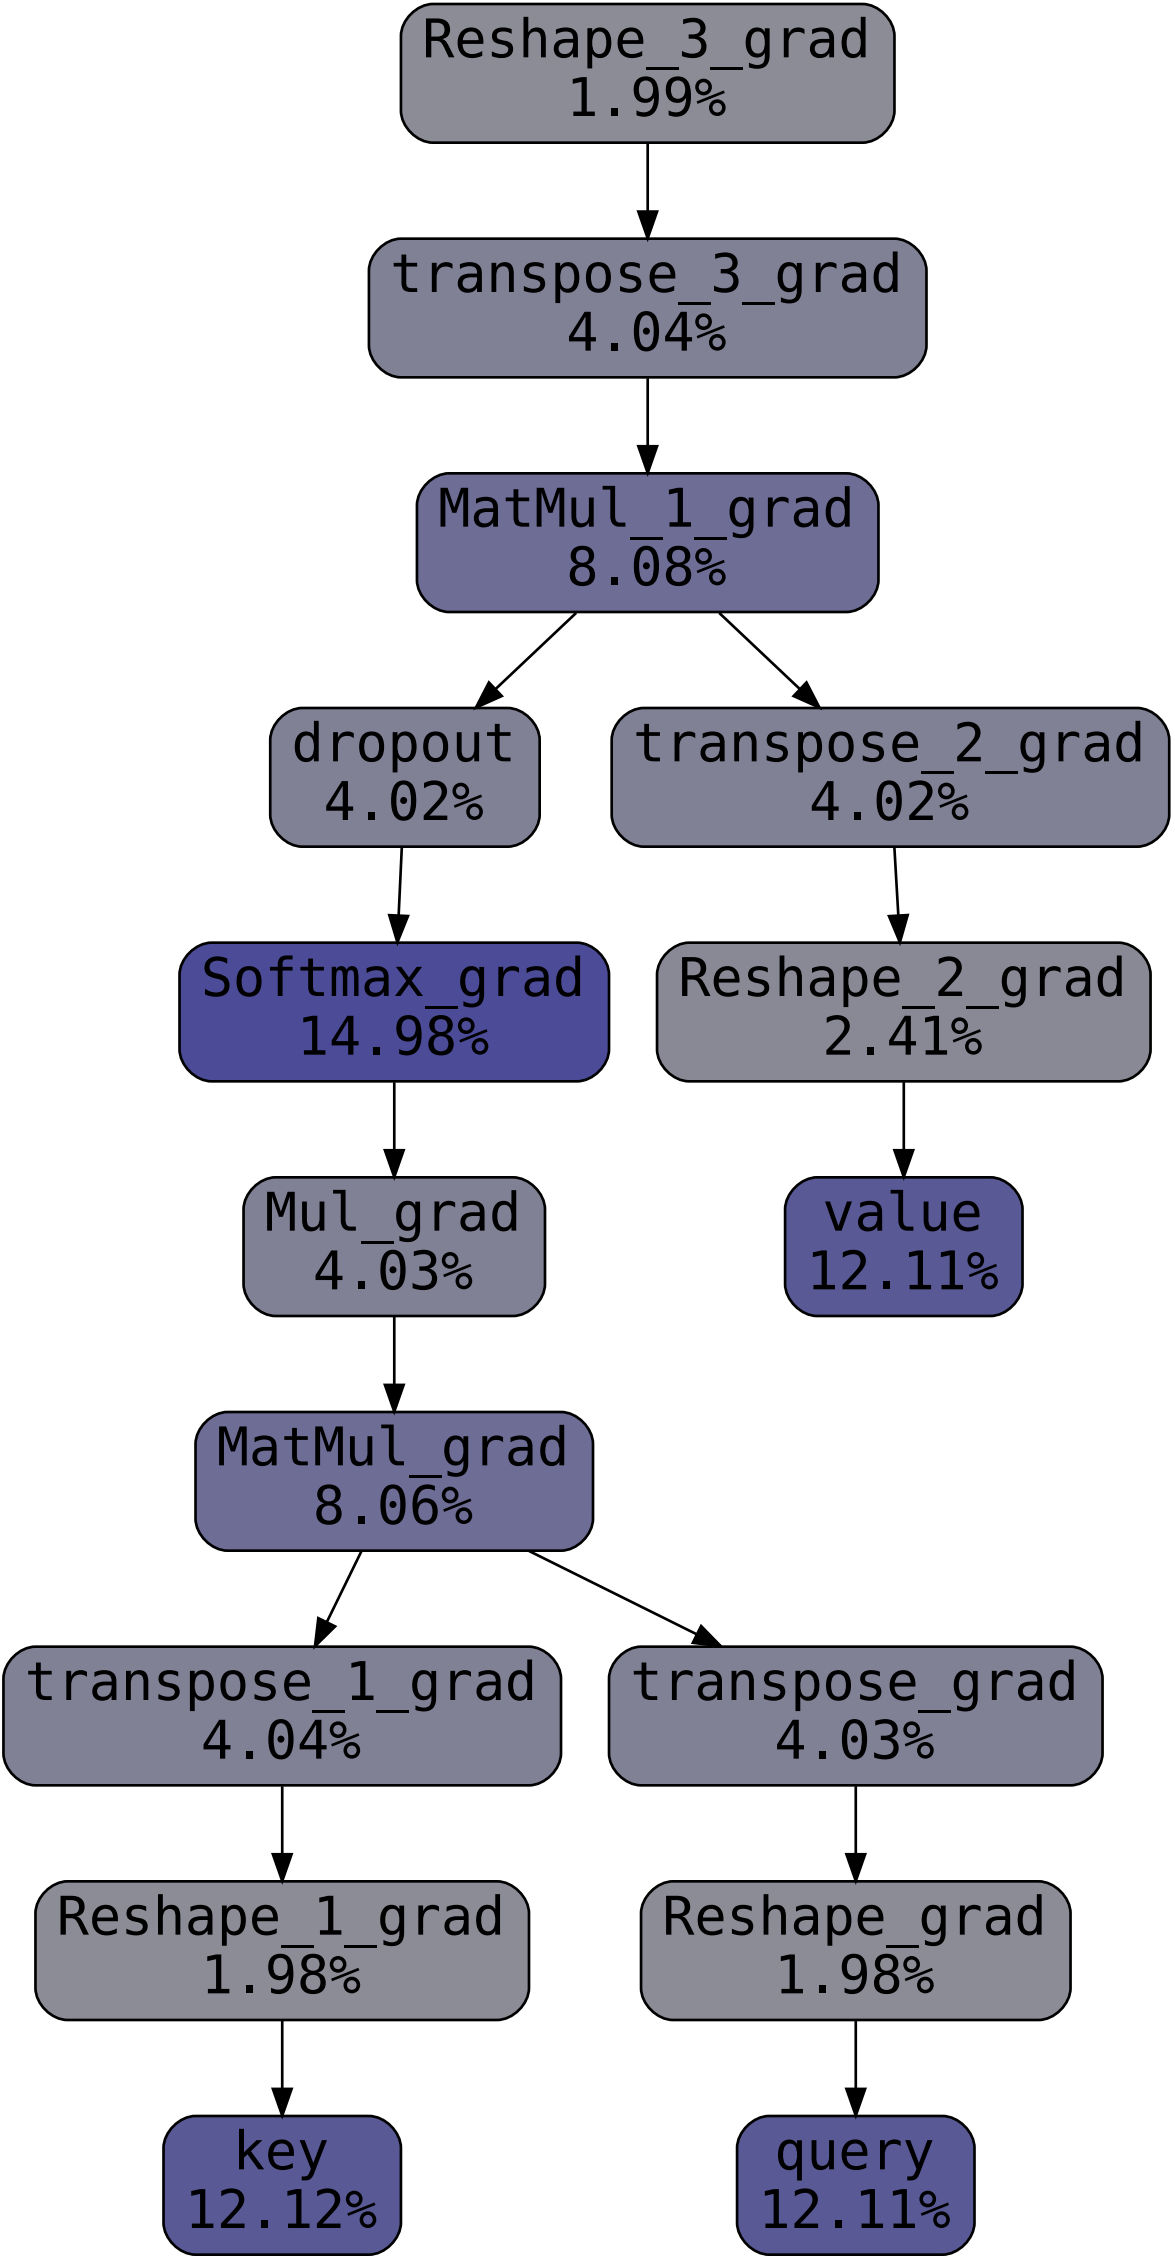 Reshape_3_grad
1.99%
transpose_3_grad
4.04%
MatMul_1_grad
8.08%
dropout
4.02%
transpose_2_grad
4.02%
Softmax_grad
14.98%
Reshape_2_grad
2.41%
Mul_grad
4.03%
value
12.11%
MatMul_grad
8.06%
transpose_1_grad
4.04%
transpose_grad
4.03%
Reshape_1_grad
1.98%
Reshape_grad
1.98%
key
12.12%
query
12.11%